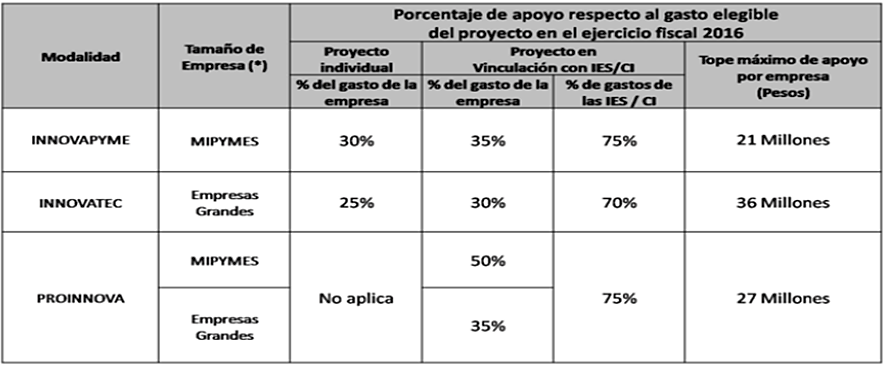 Modalidad
Tamaño de
Empresa (*)
Porcentaje de apoyo respecto al gasto elegible
del proyecto en el ejercicio fiscal 2016
Proyecto
individual
Proyecto en
Vinculación con IES/CI
Tope máximo de apoyo
por empresa
(Pesos)
% del gasto de la
empresa
% del gasto de la
empresa
% de gastos de
las IES / CI
INNOVAPYME
MIPYMES
30%
35%
75%
21 Millones
INNOVATEC
Empresas
Grandes
25%
30%
70%
36 Millones
PROINNOVA
MIPYMES
No aplica
50%
75%
27 Millones
Empresas
Grandes
35%